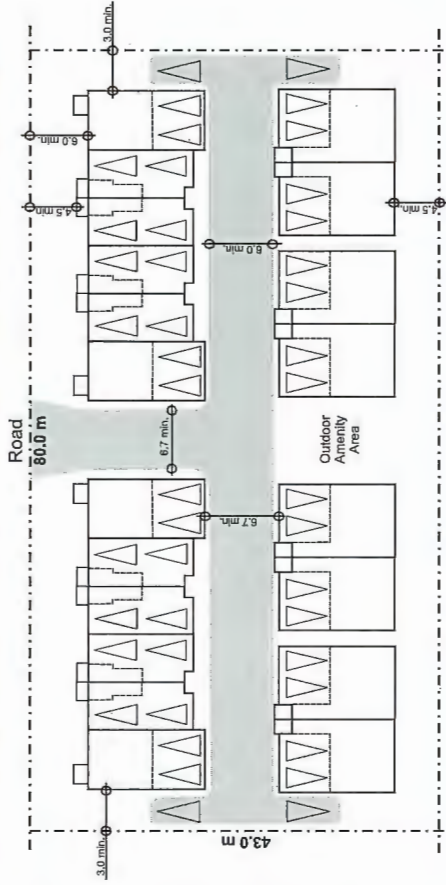 Road
80.0 m
3.0 min.
6.0 min.
4.5 min.
3.0 min.
6.7 min.
6.0 min.
6.7 min.
Outdoor
Amenity
Area
4.5 min.
43.0 m